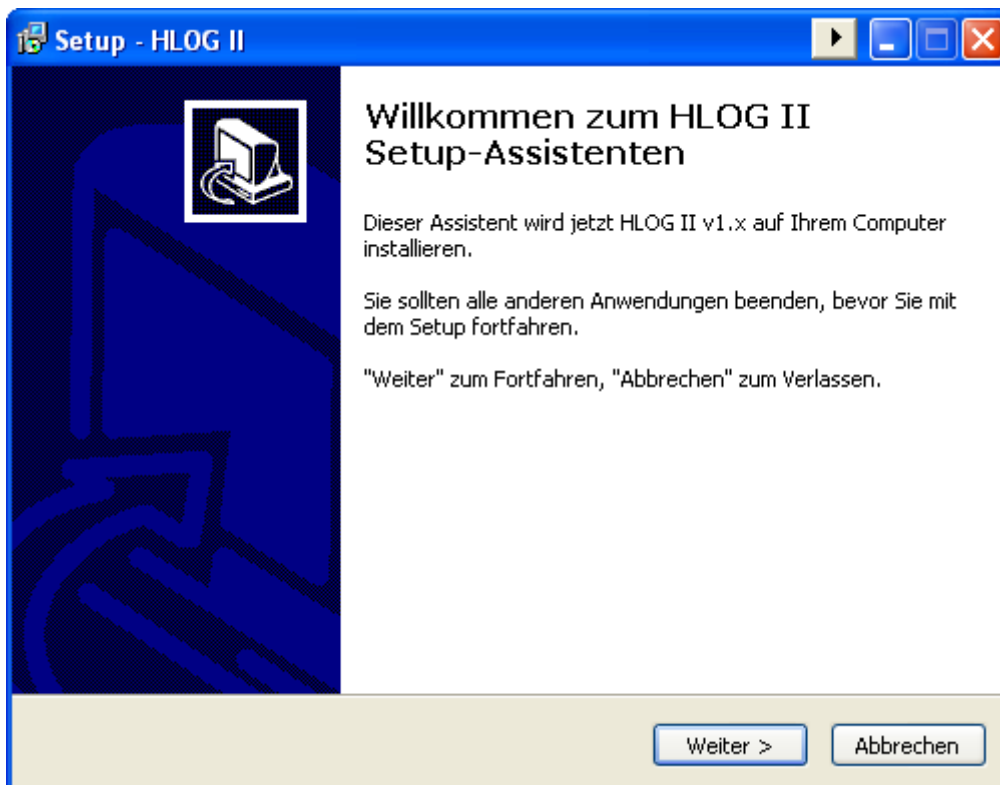 Setup - HLOG II
Willkommen zum HLOG II
Setup-Assistenten
Dieser Assistent wird jetzt HLOG II v1.x auf Ihrem Computer
installieren.
Sie sollten alle anderen Anwendungen beenden, bevor Sie mit
dem Setup fortfahren.
"Weiter" zum Fortfahren, "Abbrechen" zum Verlassen.
Weiter >
Abbrechen